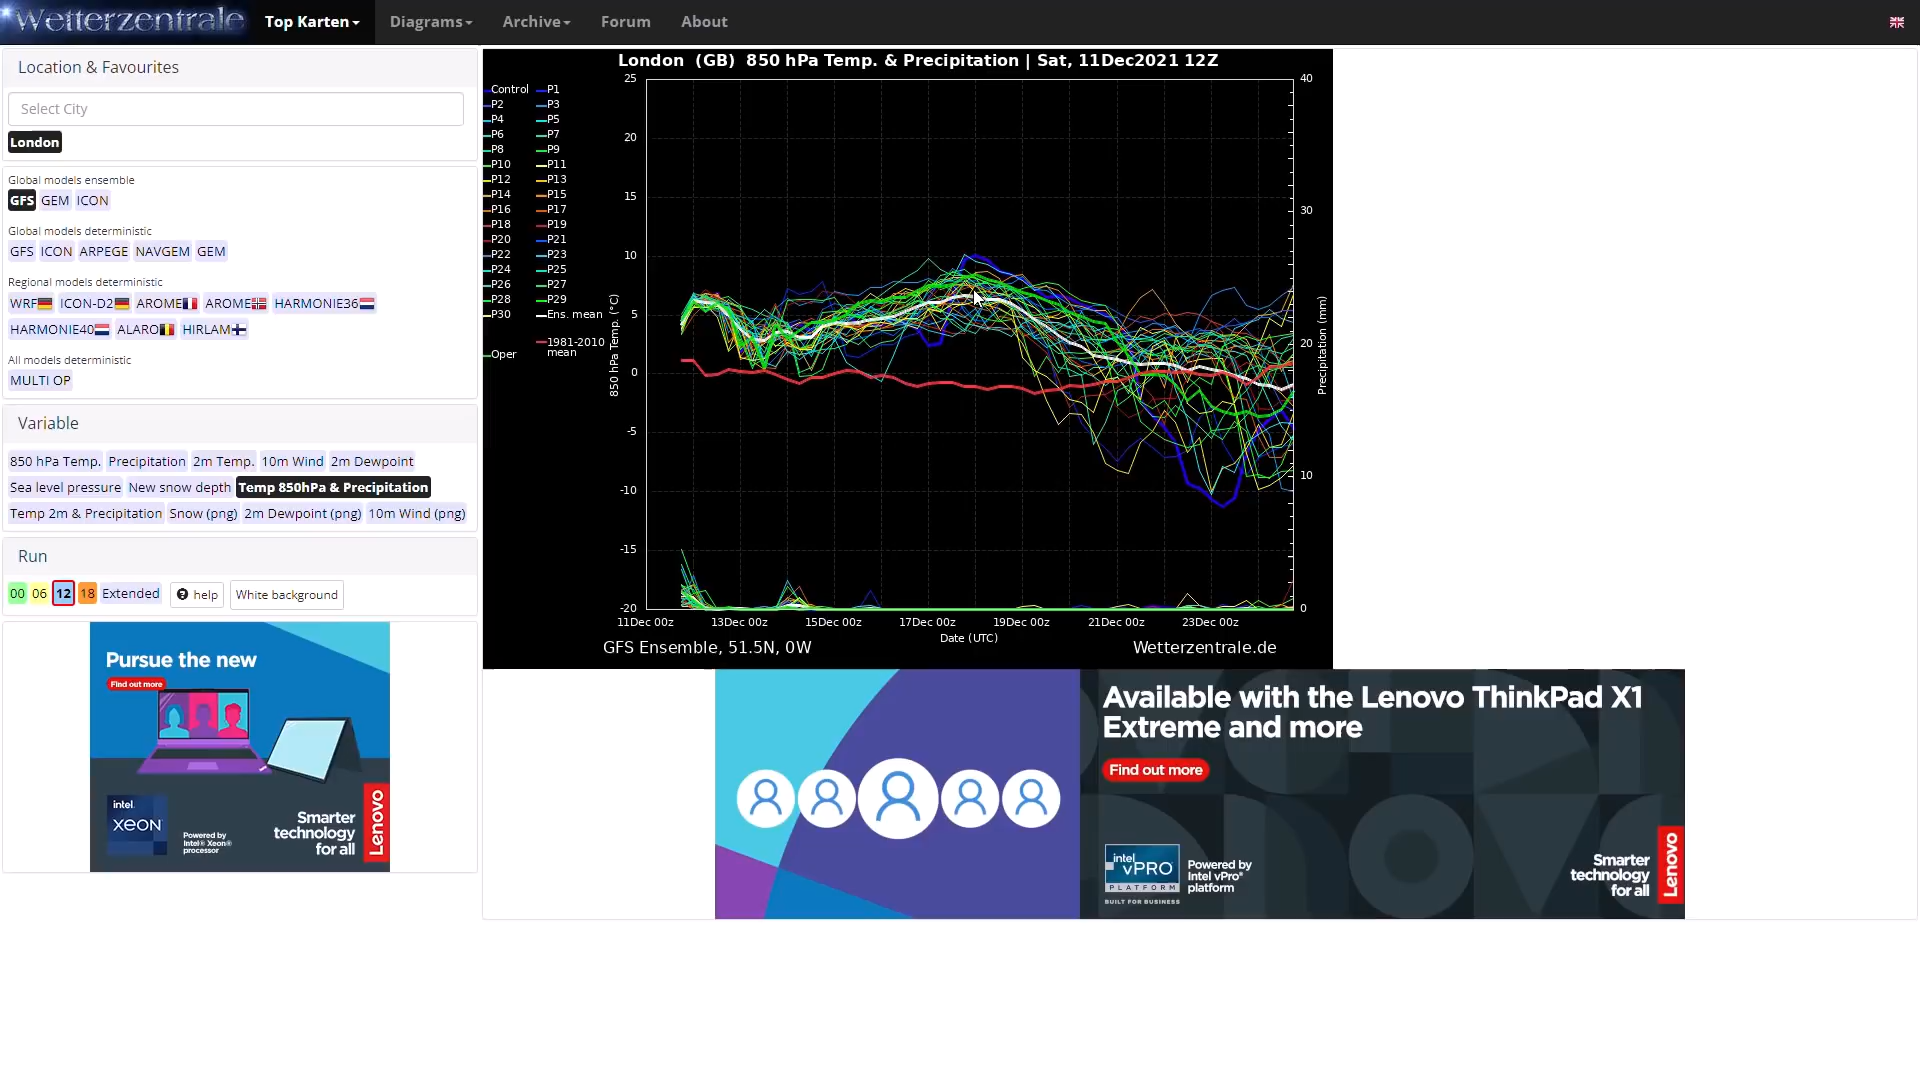 Wetterzentrale Top Karten Diagrams Archive Forum About
Location & Favourites
Select City
London
Global models ensemble
GFS GEM ICON
Global models deterministic
GFS ICON ARPEGE NAVGEM GEM
Regional models deterministic
WRF ICON-D2 AROME AROME HARMONIE36
HARMONIE40 ALARO HIRLAM
All models deterministic
MULTI OP
Variable
850 hPa Temp. Precipitation 2m Temp. 10m Wind 2m Dewpoint
Sea level pressure New snow depth Temp 850hPa & Precipitation
Temp 2m & Precipitation Snow (png) 2m Dewpoint (png) 10m Wind (png)
Run
00 06 12 18 Extended help White background
Pursue the new
Find out more
intel.
XEON
Powered by
Intel® Xeon®
processor
Smarter
technology
for all
Lenovo
London (GB) 850 hPa Temp. & Precipitation | Sat, 11Dec2021 12Z
Control P1
P2 P3
P4 P5
P6 P7
P8 P9
P10 P11
P12 P13
P14 P15
P16 P17
P18 P19
P20 P21
P22 P23
P24 P25
P26 P27
P28 P29
P30 Ens. mean
1981-2010
mean
Oper
850 hPa Temp. (°C)
25
20
15
10
5
0
-5
-10
-15
-20
40
30
20
10
0
Precipitation (mm)
11Dec 00z 13Dec 00z 15Dec 00z 17Dec 00z 19Dec 00z 21Dec 00z 23Dec 00z
Date (UTC)
GFS Ensemble, 51.5N, 0W Wetterzentrale.de
Available with the Lenovo ThinkPad X1
Extreme and more
Find out more
intel
vPRO
PLATFORM
BUILT FOR BUSINESS
Powered by
Intel vPro®
platform
Smarter
technology
for all
Lenovo